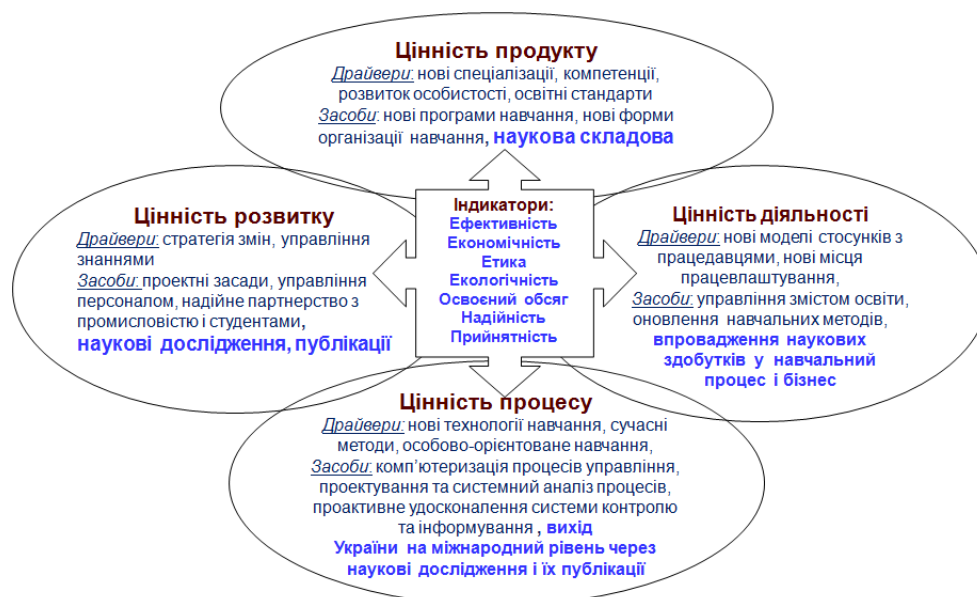 Цінність продукту
Драйвери: нові спеціалізації, компетенції,
розвиток особистості, освітні стандарти
Засоби: нові програми навчання, нові форми
організації навчання, наукова складова
Цінність розвитку
Драйвери: стратегія змін, управління
знаннями
Засоби: проектні засади, управління
персоналом, надійне партнерство з
промисловістю і студентами,
наукові дослідження, публікації
Індикатори:
Ефективність
Економічність
Етика
Екологічність
Освоєний обсяг
Надійність
Прийнятність
Цінність діяльності
Драйвери: нові моделі стосунків з
працедавцями, нові місця
працевлаштування,
Засоби: управління змістом освіти,
оновлення навчальних методів,
впровадження наукових
здобутків у навчальний
процес і бізнес
Цінність процесу
Драйвери: нові технології навчання, сучасні
методи, особово-орієнтоване навчання,
Засоби: комп’ютеризація процесів управління,
проектування та системний аналіз процесів,
проактивне удосконалення системи контролю
та інформування , вихід
України на міжнародний рівень через
наукові дослідження і їх публікації